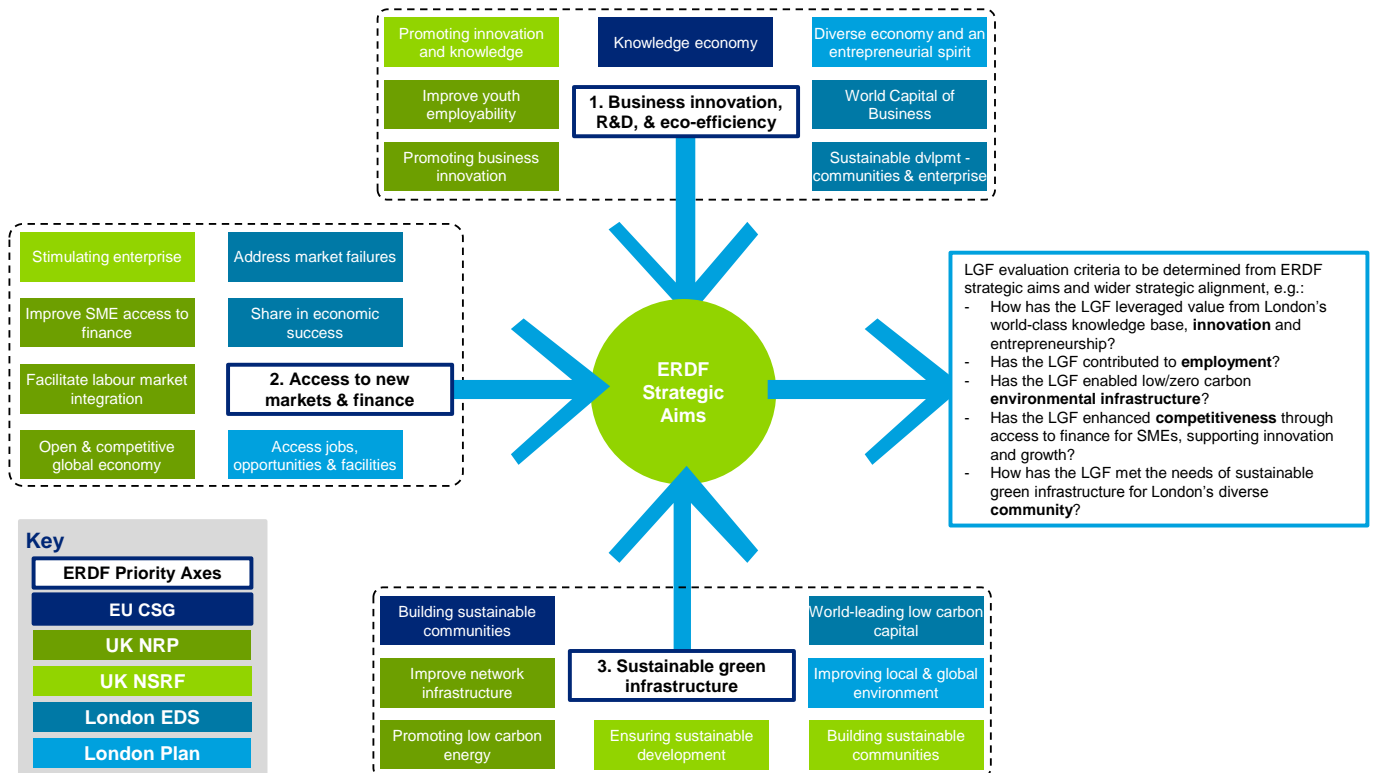 Promoting innovation
and knowledge
Knowledge economy
Diverse economy and an
entrepreneurial spirit
Improve youth
employability
1. Business innovation,
R&D, & eco-efficiency
World Capital of
Business
Promoting business
innovation
Sustainable dvlpmt -
communities & enterprise
Stimulating enterprise
Address market failures
Improve SME access to
finance
Share in economic
success
Facilitate labour market
integration
2. Access to new
markets & finance
Open & competitive
global economy
Access jobs,
opportunities & facilities
ERDF
Strategic
Aims
LGF evaluation criteria to be determined from ERDF
strategic aims and wider strategic alignment, e.g.:
- How has the LGF leveraged value from London's
world-class knowledge base, innovation and
entrepreneurship?
- Has the LGF contributed to employment?
- Has the LGF enabled low/zero carbon
environmental infrastructure?
- Has the LGF enhanced competitiveness through
access to finance for SMEs, supporting innovation
and growth?
- How has the LGF met the needs of sustainable
green infrastructure for London's diverse
community?
Key
ERDF Priority Axes
EU CSG
UK NRP
UK NSRF
London EDS
London Plan
Building sustainable
communities
World-leading low carbon
capital
Improve network
infrastructure
3. Sustainable green
infrastructure
Improving local & global
environment
Promoting low carbon
energy
Ensuring sustainable
development
Building sustainable
communities